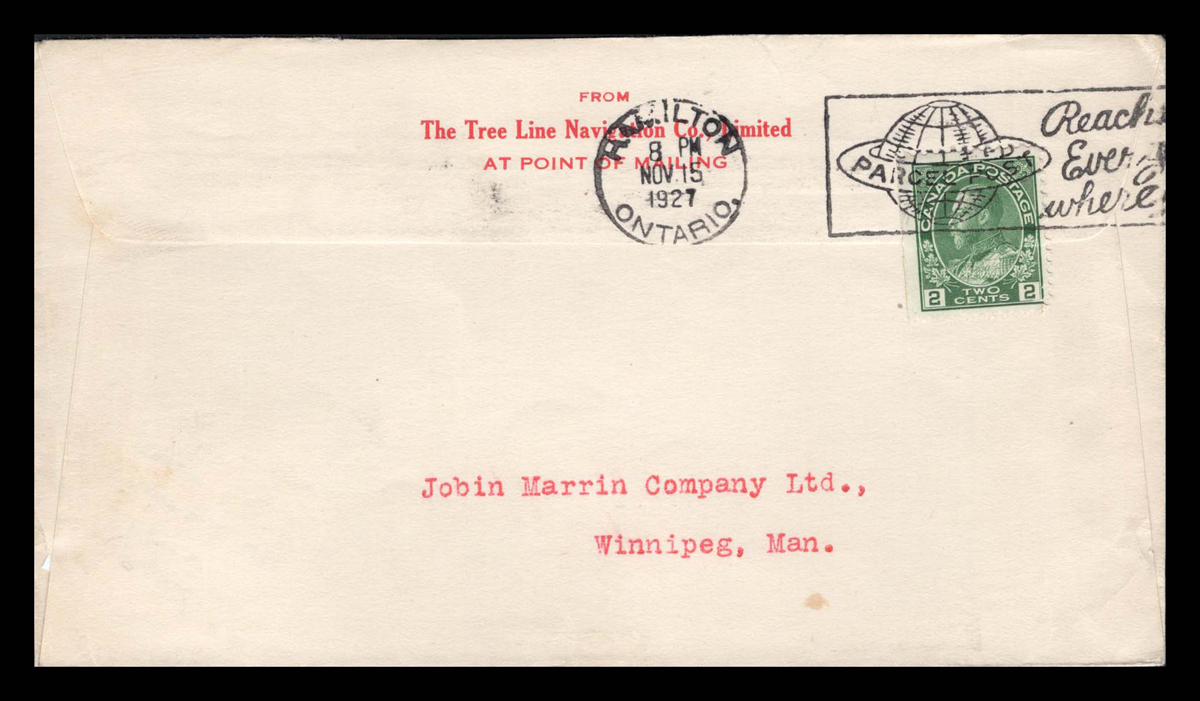 FROM
The Tree Line Navigation Co., Limited
AT POINT OF MAILING
HAMILTON
8 PM
NOV. 15
1927
ONTARIO.
PARCEL POST
Reaches
Every
where
CANADA POSTAGE
2 TWO CENTS 2
Jobin Marrin Company Ltd.,
Winnipeg, Man.